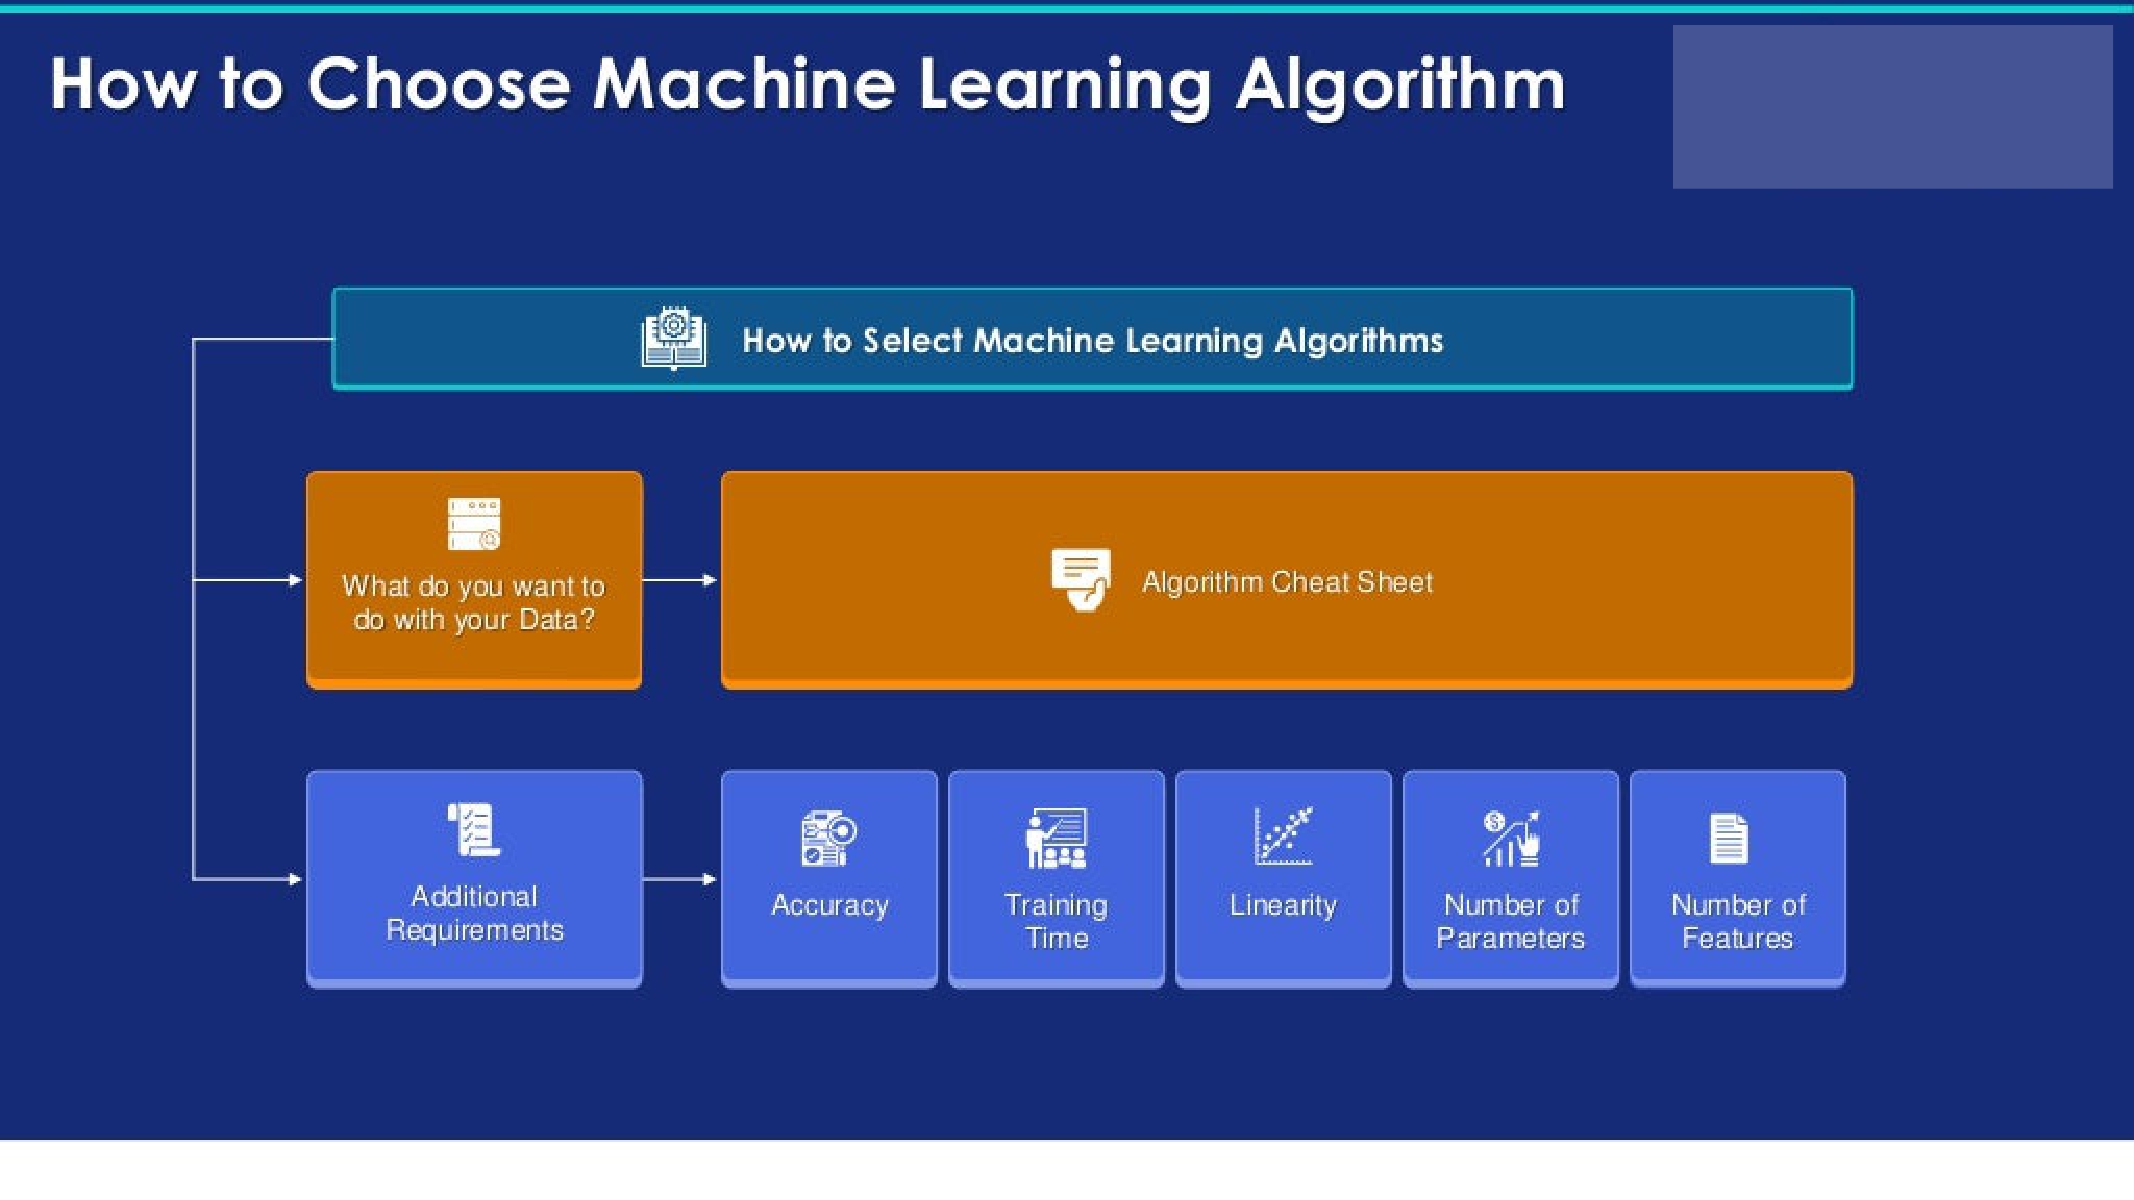 How to Choose Machine Learning Algorithm
How to Select Machine Learning Algorithms
What do you want to
do with your Data?
Algorithm Cheat Sheet
Additional
Requirements
Accuracy
Training
Time
Linearity
Number of
Parameters
Number of
Features